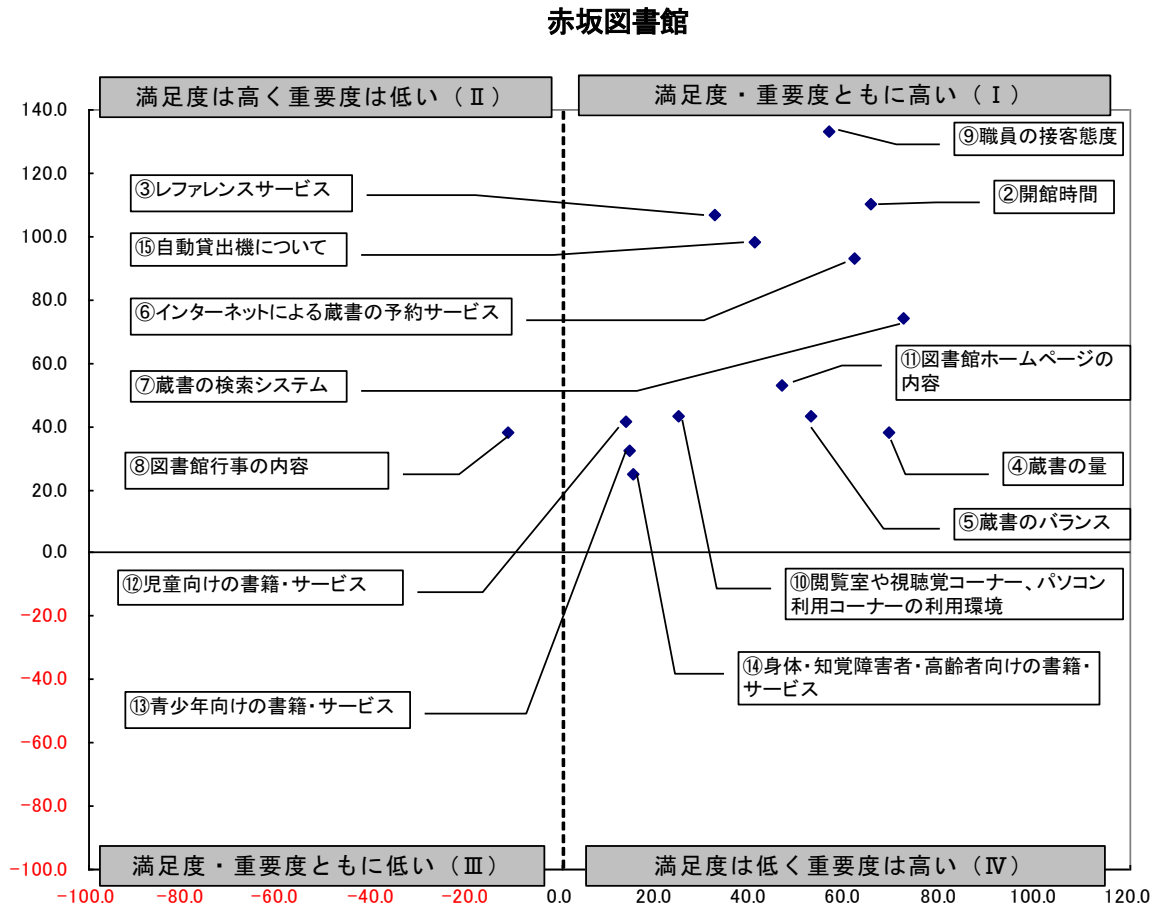 赤坂図書館
満足度は高く重要度は低い（Ⅱ）
満足度・重要度ともに高い（Ⅰ）
140.0
120.0
100.0
80.0
60.0
40.0
20.0
0.0
-20.0
-40.0
-60.0
-80.0
-100.0
⑨職員の接客態度
③レファレンスサービス
②開館時間
⑮自動貸出機について
⑥インターネットによる蔵書の予約サービス
⑪図書館ホームページの
内容
⑦蔵書の検索システム
⑧図書館行事の内容
④蔵書の量
⑤蔵書のバランス
⑫児童向けの書籍・サービス
⑩閲覧室や視聴覚コーナー、パソコン
利用コーナーの利用環境
⑭身体・知覚障害者・高齢者向けの書籍・
サービス
⑬青少年向けの書籍・サービス
満足度・重要度ともに低い（Ⅲ）
満足度は低く重要度は高い（Ⅳ）
-100.0 -80.0 -60.0 -40.0 -20.0 0.0 20.0 40.0 60.0 80.0 100.0 120.0